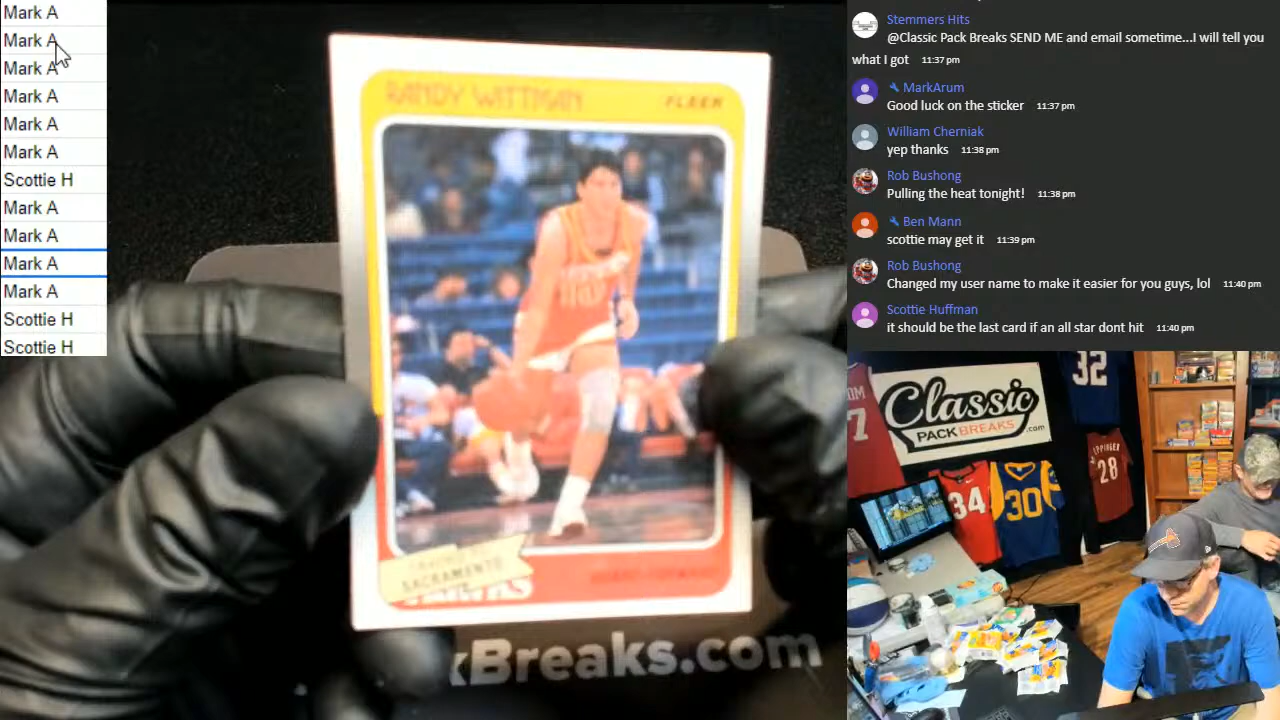 Mark A
Mark A
Mark A
Mark A
Mark A
Mark A
Scottie H
Mark A
Mark A
Mark A
Mark A
Scottie H
Scottie H
RANDY WITTMAN
FLEER
SACRAMENTO
HAWKS
kBreaks.com
Stemmers Hits
@Classic Pack Breaks SEND ME and email sometime...I will tell you
what I got 11:37 pm
MarkArum
Good luck on the sticker 11:37 pm
William Cherniak
yep thanks 11:38 pm
Rob Bushong
Pulling the heat tonight! 11:38 pm
Ben Mann
scottie may get it 11:39 pm
Rob Bushong
Changed my user name to make it easier for you guys, lol 11:40 pm
Scottie Huffman
it should be the last card if an all star dont hit 11:40 pm
Classic
PACKBREAKS.com
7
32
34
30
28